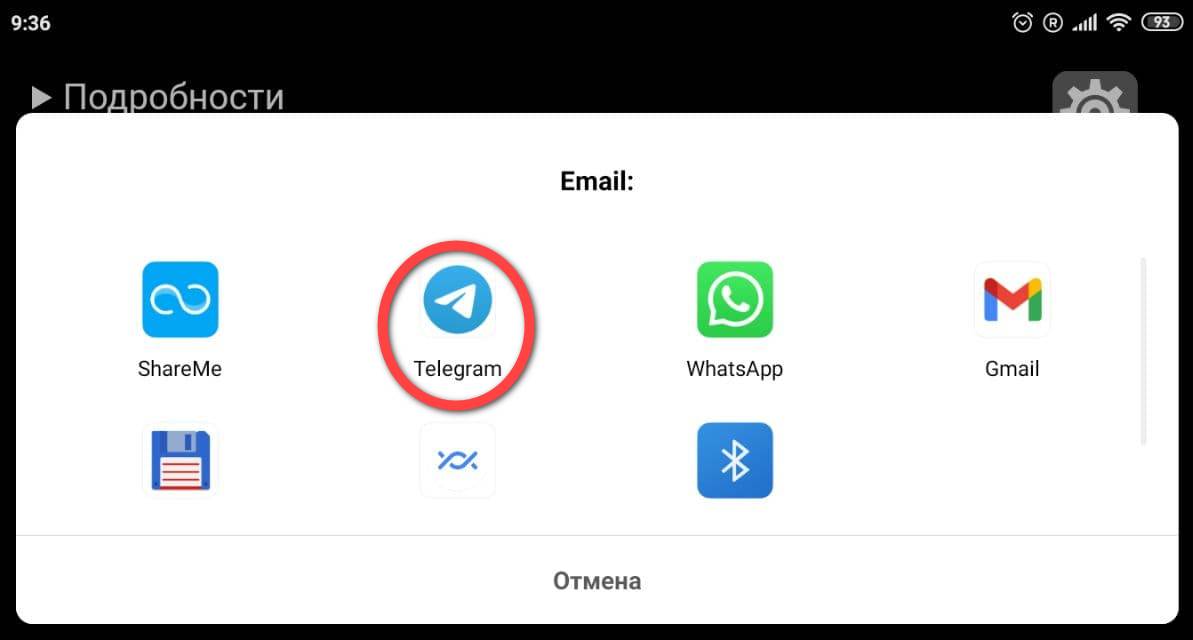 9:36
R
93
Подробности
Email:
ShareMe
Telegram
WhatsApp
Gmail
Отмена